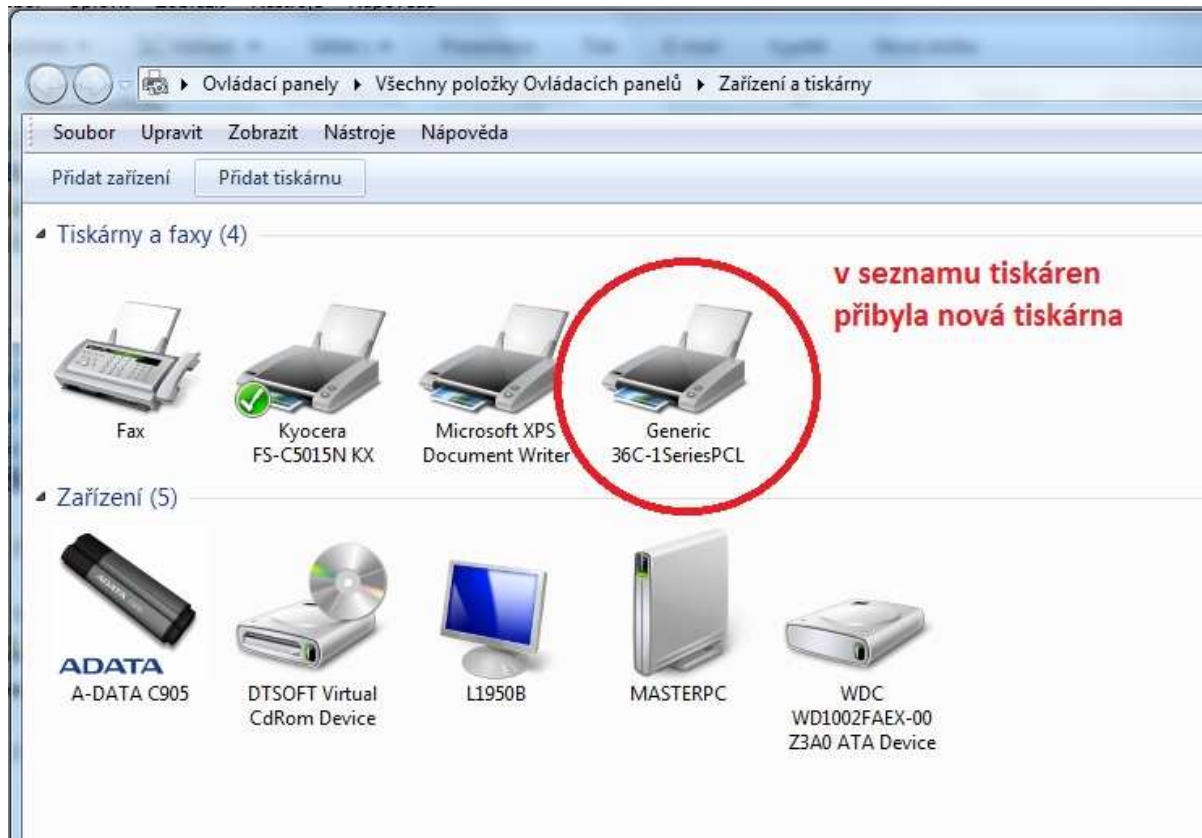 Ovládací panely ▸ Všechny položky Ovládacích panelů ▸ Zařízení a tiskárny
Soubor Upravit Zobrazit Nástroje Nápověda
Přidat zařízení Přidat tiskárnu
Tiskárny a faxy (4)
v seznamu tiskáren
přibyla nová tiskárna
Fax
Kyocera
FS-C5015N KX
Microsoft XPS
Document Writer
Generic
36C-1SeriesPCL
Zařízení (5)
ADATA
A-DATA C905
DTSOFT Virtual
CdRom Device
L1950B
MASTERPC
WDC
WD1002FAEX-00
Z3A0 ATA Device